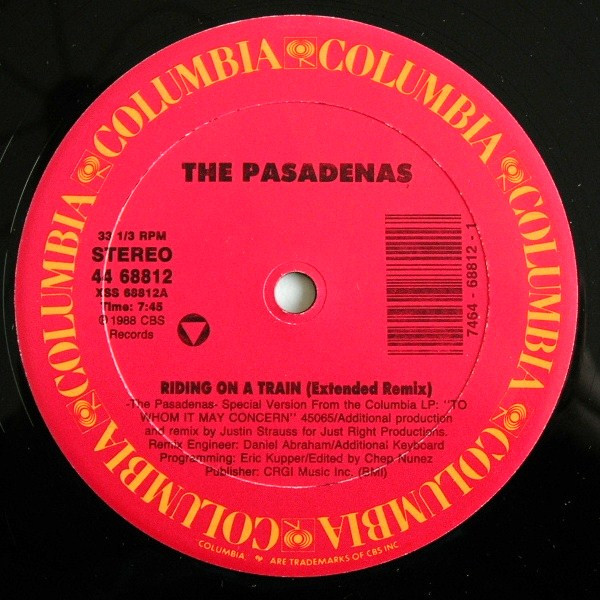 COLUMBIA COLUMBIA COLUMBIA COLUMBIA COLUMBIA COLUMBIA COLUMBIA COLUMBIA
THE PASADENAS
33 1/3 RPM
STEREO
44 68812
XSS 68812A
Time: 7:45
℗ 1988 CBS
Records
7464-68812-1
RIDING ON A TRAIN (Extended Remix)
-The Pasadenas- Special Version From the Columbia LP: "TO
WHOM IT MAY CONCERN" 45065/Additional production
and remix by Justin Strauss for Just Right Productions.
Remix Engineer: Daniel Abraham/Additional Keyboard
Programming: Eric Kupper/Edited by Chep Nunez
Publisher: CRGI Music Inc. (BMI)
COLUMBIA ARE TRADEMARKS OF CBS INC.